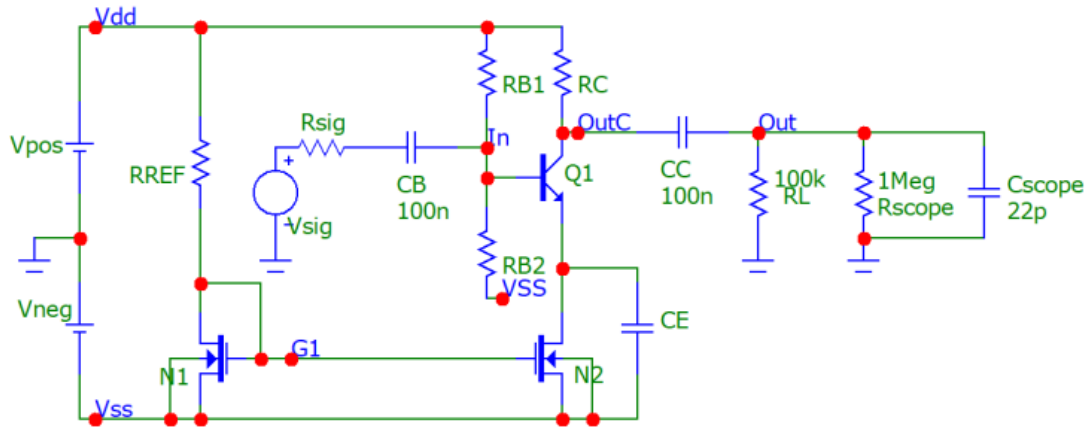 Vdd
RB1
RC
Rsig
In
OutC
Out
Vpos
RREF
CB
100n
Q1
CC
100n
100k
RL
1Meg
Rscope
Cscope
22p
+
Vsig
-
RB2
VSS
Vneg
CE
G1
N1
N2
Vss